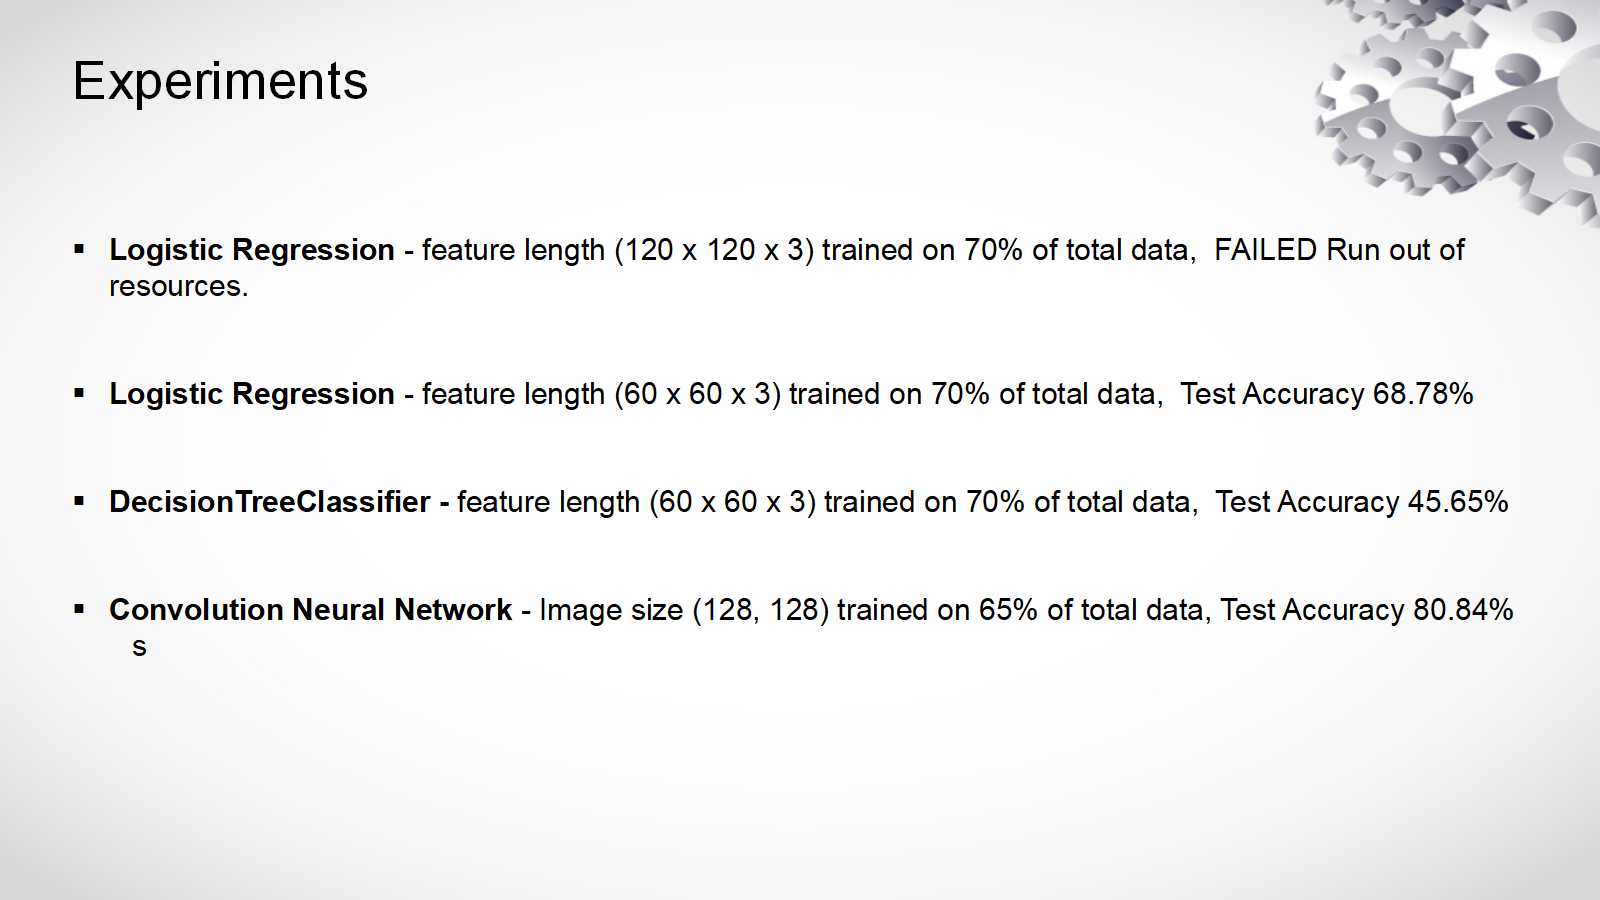 Experiments
▪ Logistic Regression - feature length (120 x 120 x 3) trained on 70% of total data,  FAILED Run out of
resources.
▪ Logistic Regression - feature length (60 x 60 x 3) trained on 70% of total data,  Test Accuracy 68.78%
▪ DecisionTreeClassifier - feature length (60 x 60 x 3) trained on 70% of total data,  Test Accuracy 45.65%
▪ Convolution Neural Network - Image size (128, 128) trained on 65% of total data, Test Accuracy 80.84%
s